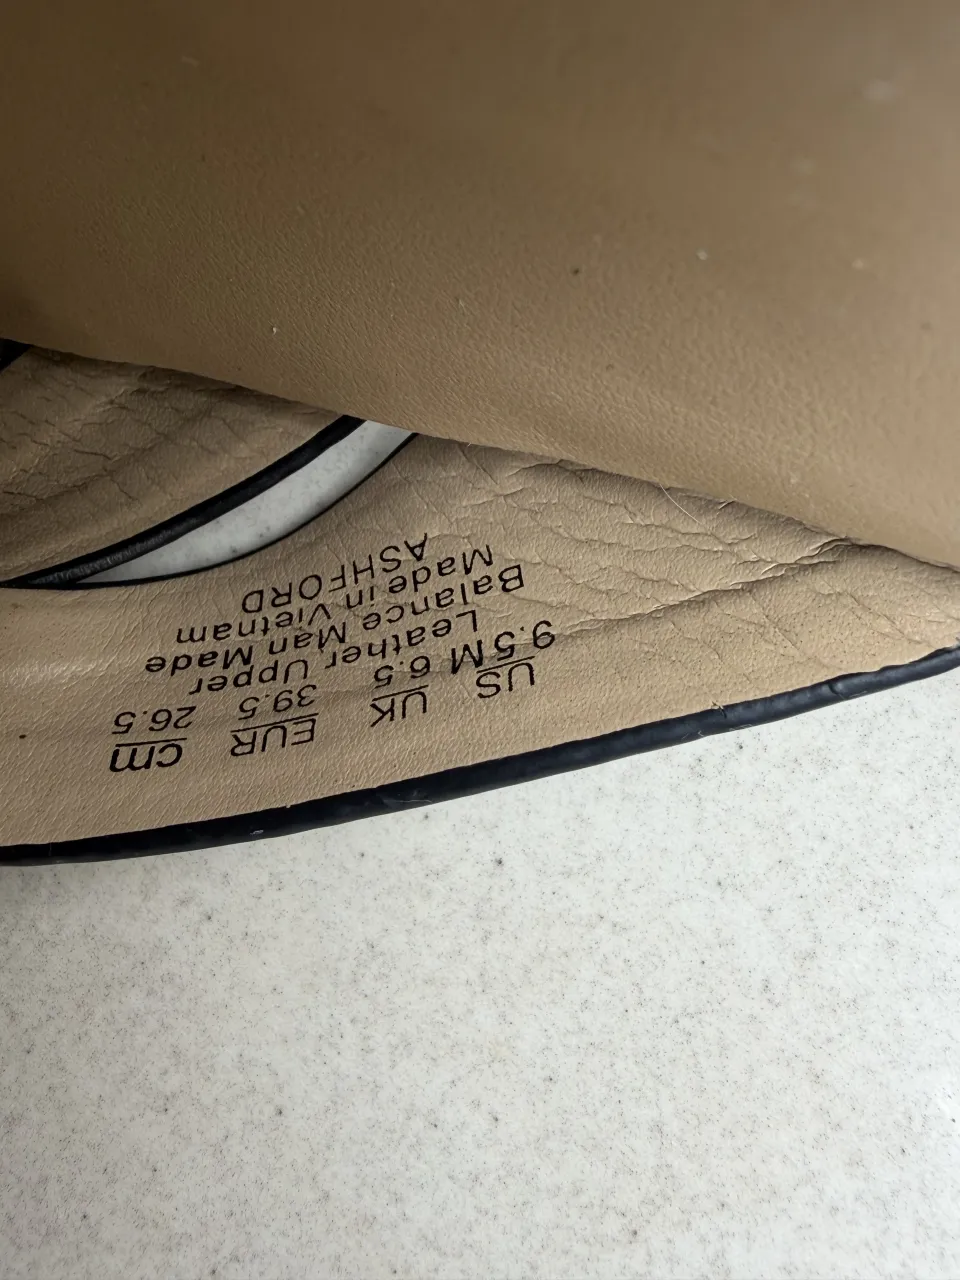 US UK EUR cm
9.5M 6.5 39.5 26.5
Leather Upper
Balance Man Made
Made in Vietnam
ASHFORD